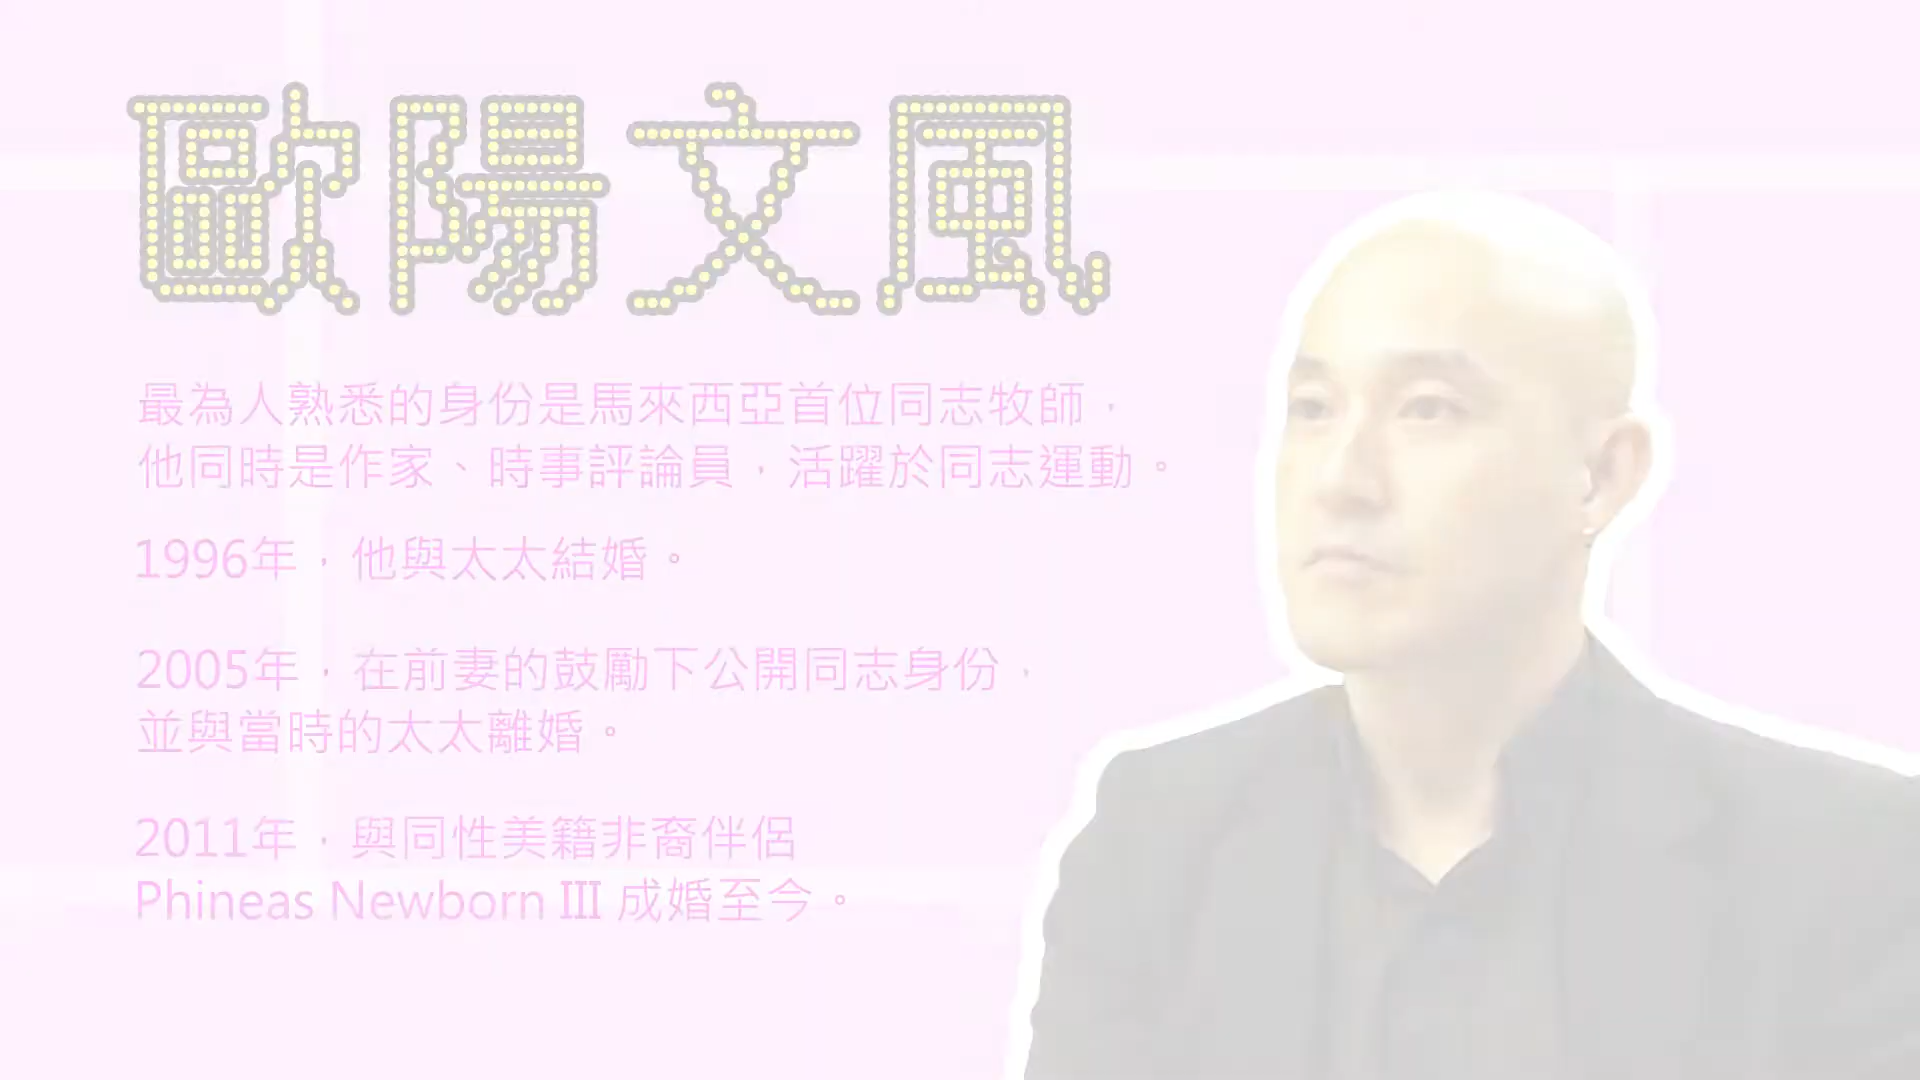 歐陽文風
最為人熟悉的身份是馬來西亞首位同志牧師，
他同時是作家、時事評論員，活躍於同志運動。
1996年，他與太太結婚。
2005年，在前妻的鼓勵下公開同志身份，
並與當時的太太離婚。
2011年，與同性美籍非裔伴侶
Phineas Newborn III 成婚至今。